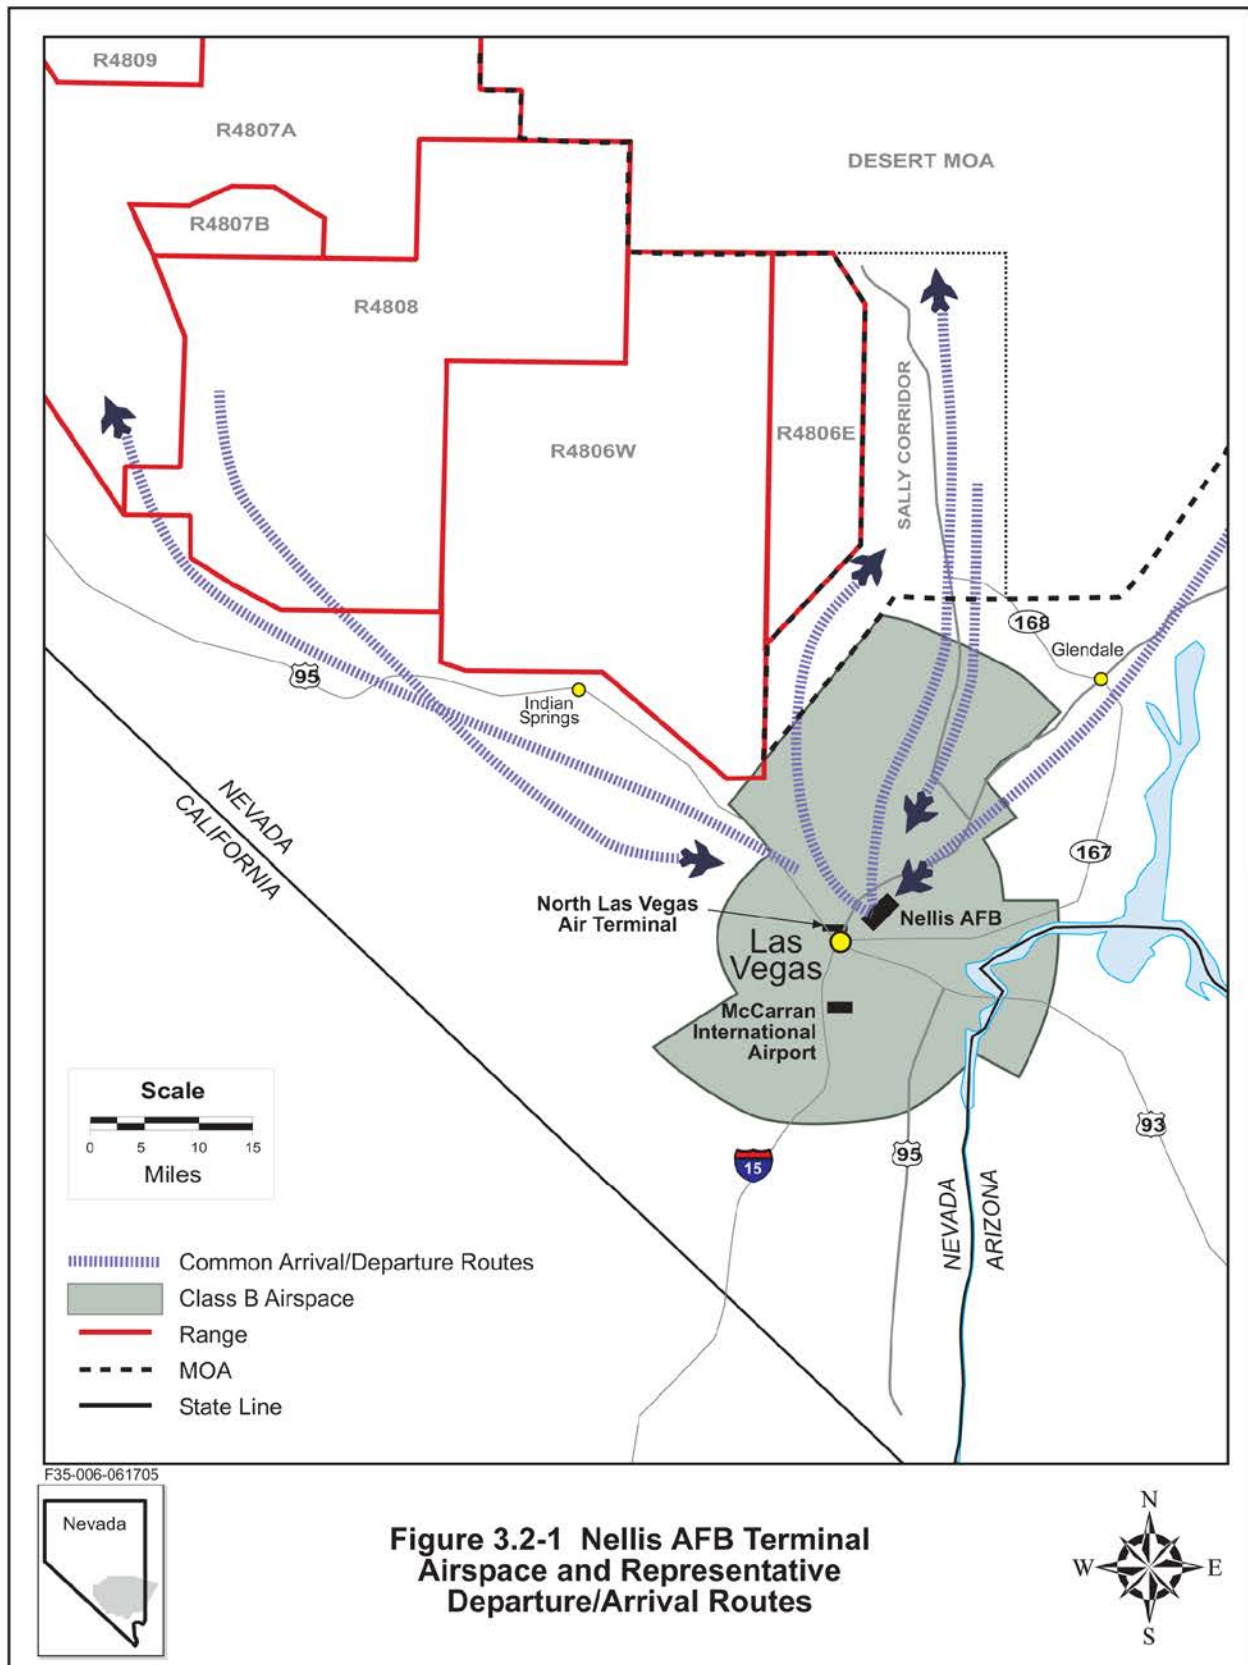 R4809
R4807A
DESERT MOA
R4807B
R4808
SALLY CORRIDOR
R4806E
R4806W
168
Glendale
95
Indian
Springs
NEVADA
CALIFORNIA
167
North Las Vegas
Air Terminal
Nellis AFB
Las
Vegas
McCarran
International
Airport
Scale
0 5 10 15
Miles
93
95
15
NEVADA
ARIZONA
Common Arrival/Departure Routes
Class B Airspace
Range
MOA
State Line
F35-006-061705
Nevada
Figure 3.2-1 Nellis AFB Terminal
Airspace and Representative
Departure/Arrival Routes
N
W E
S